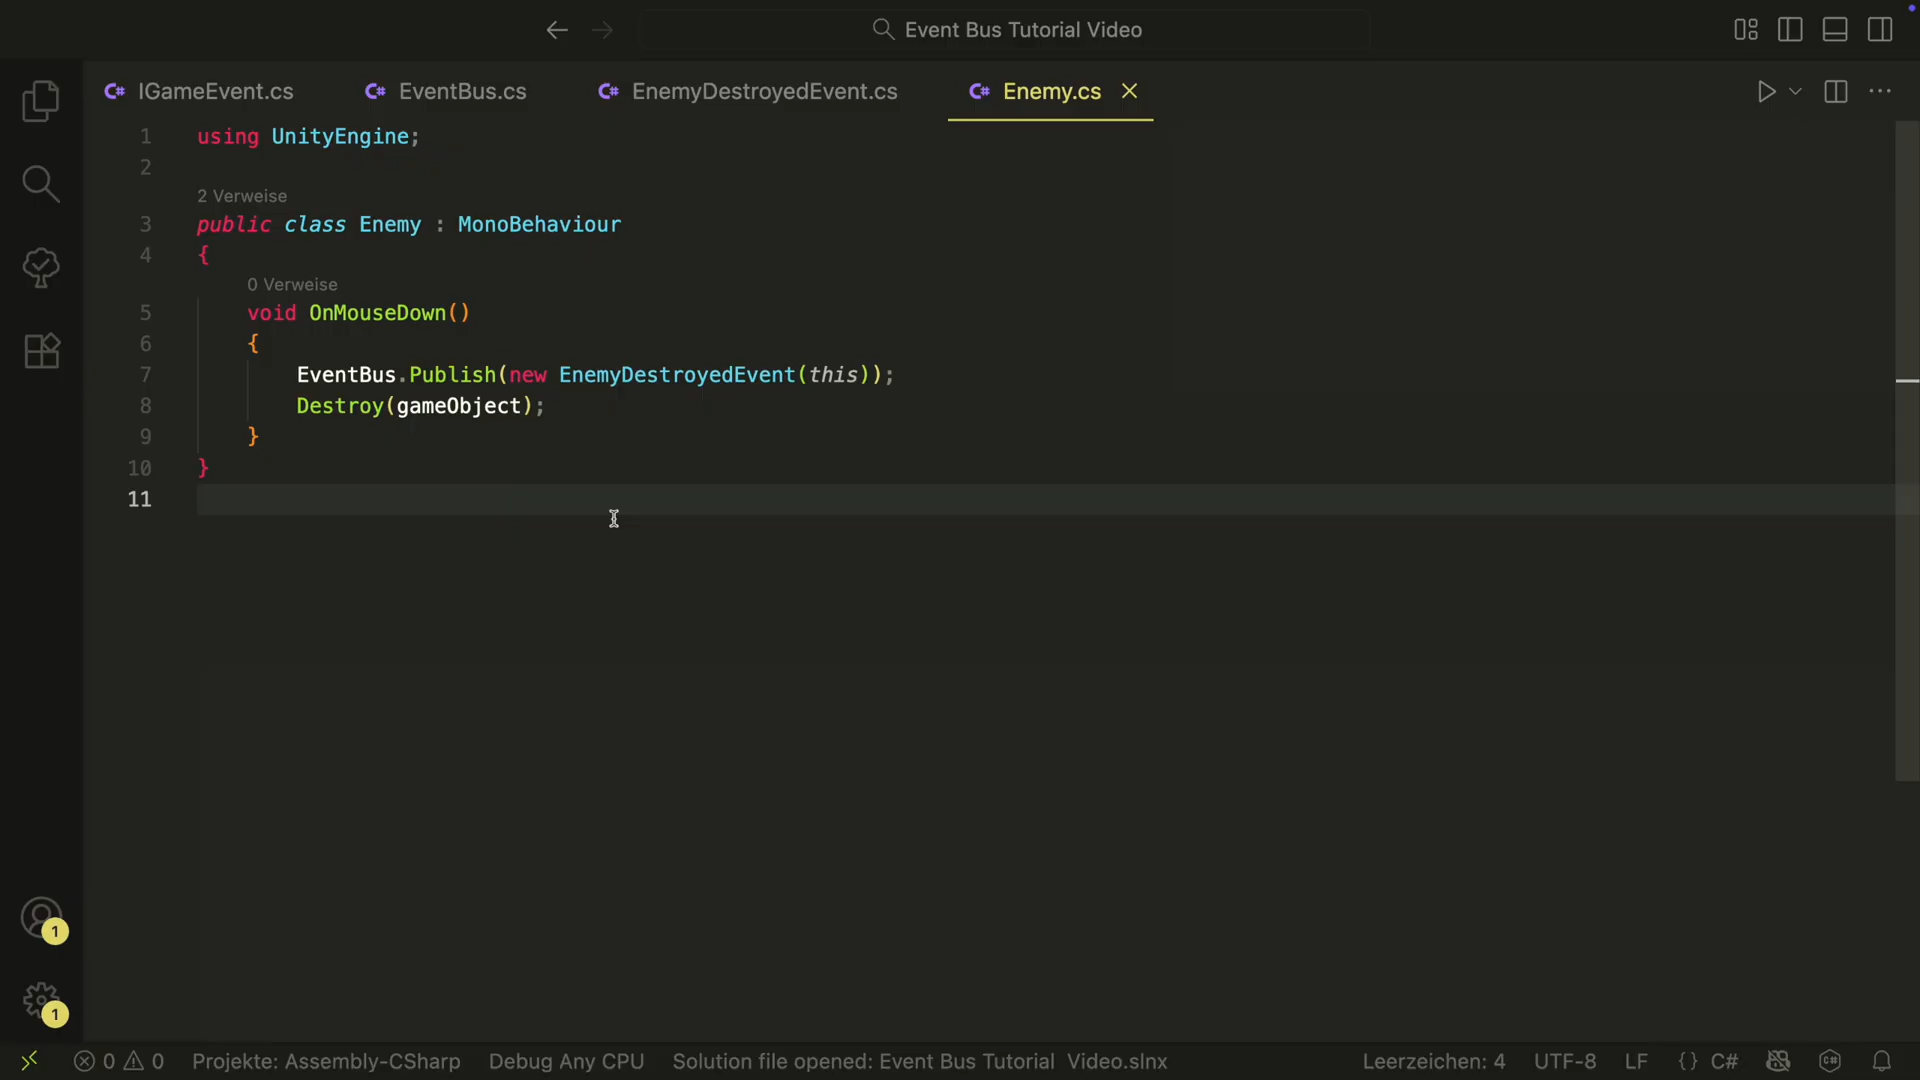 Event Bus Tutorial Video
C# IGameEvent.cs
C# EventBus.cs
C# EnemyDestroyedEvent.cs
C# Enemy.cs
1 using UnityEngine;
2
2 Verweise
3 public class Enemy : MonoBehaviour
4 {
0 Verweise
5 void OnMouseDown()
6 {
7 EventBus.Publish(new EnemyDestroyedEvent(this));
8 Destroy(gameObject);
9 }
10 }
11
1
1
0 0 Projekte: Assembly-CSharp Debug Any CPU Solution file opened: Event Bus Tutorial Video.slnx Leerzeichen: 4 UTF-8 LF {} C#